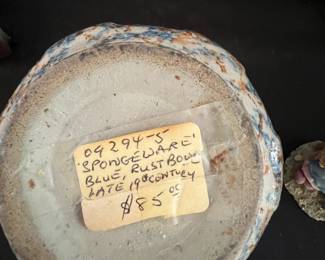 09294-5
'SPONGEWARE'
BLUE, RUST BOWL
LATE 19th CENTURY
$85.00